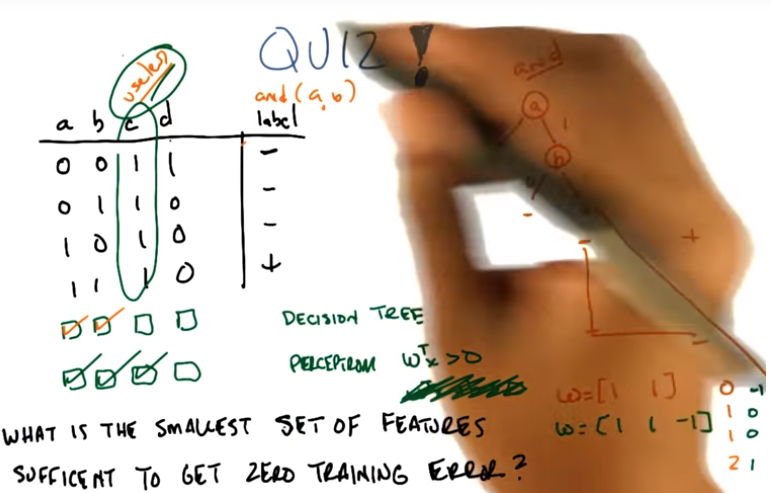 QUIZ !
useless
and(a,b)
and
a b c d label
a
1
b
0 0 1 1 -
0 1 1 0 -
1 0 1 0 -
1 1 1 0 +
-
+
-
DECISION TREE
PERCEPTRON wᵀx > 0
w=[1 1]
w=[1 1 -1]
0 -1
1 0
1 0
2 1
WHAT IS THE SMALLEST SET OF FEATURES
SUFFICENT TO GET ZERO TRAINING ERROR?